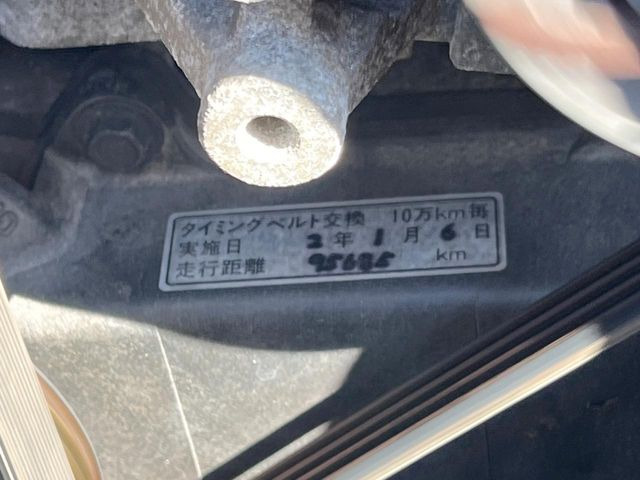 タイミングベルト交換 10万km毎
実施日 2年1月6日
走行距離 95685 km